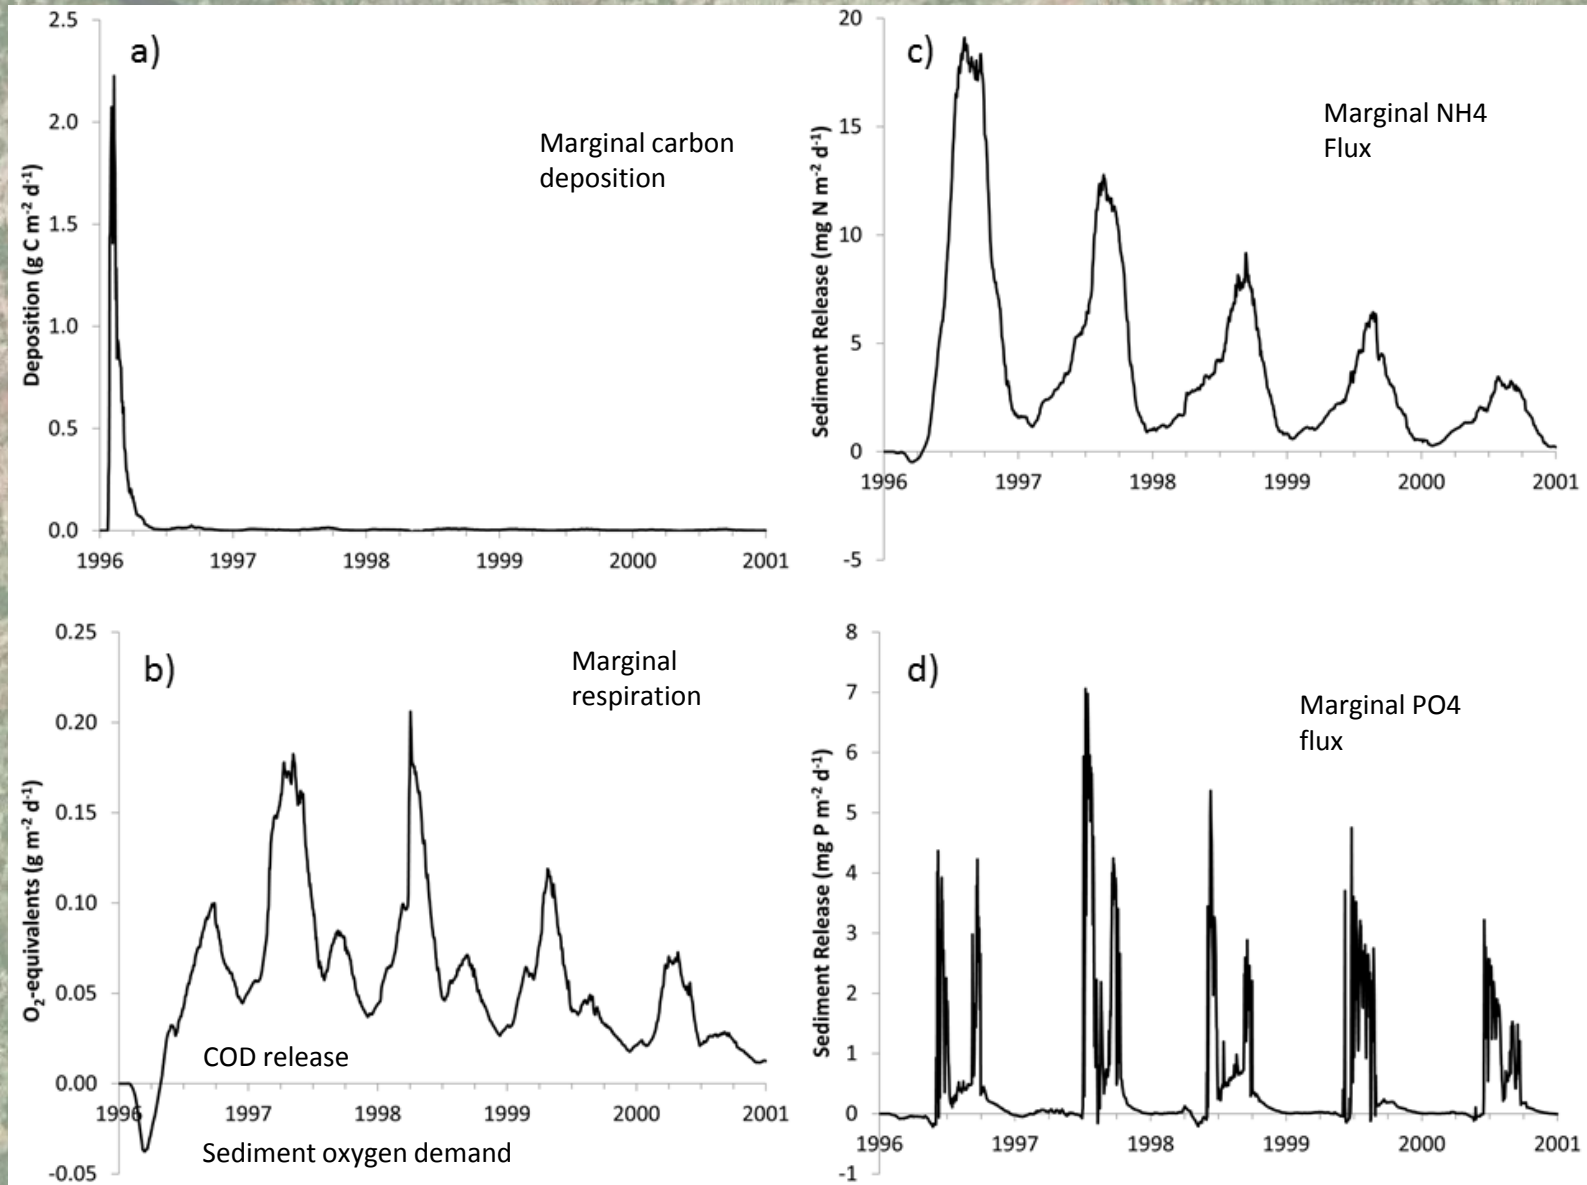 a)
Marginal carbon
deposition
Deposition (g C m⁻² d⁻¹)
2.5
2.0
1.5
1.0
0.5
0.0
1996 1997 1998 1999 2000 2001
c)
Marginal NH4
Flux
Sediment Release (mg N m⁻² d⁻¹)
20
15
10
5
0
-5
1996 1997 1998 1999 2000 2001
b)
Marginal
respiration
O₂-equivalents (g m⁻² d⁻¹)
0.25
0.20
0.15
0.10
0.05
0.00
-0.05
COD release
1996 1997 1998 1999 2000 2001
Sediment oxygen demand
d)
Marginal PO4
flux
Sediment Release (mg P m⁻² d⁻¹)
8
7
6
5
4
3
2
1
0
-1
1996 1997 1998 1999 2000 2001